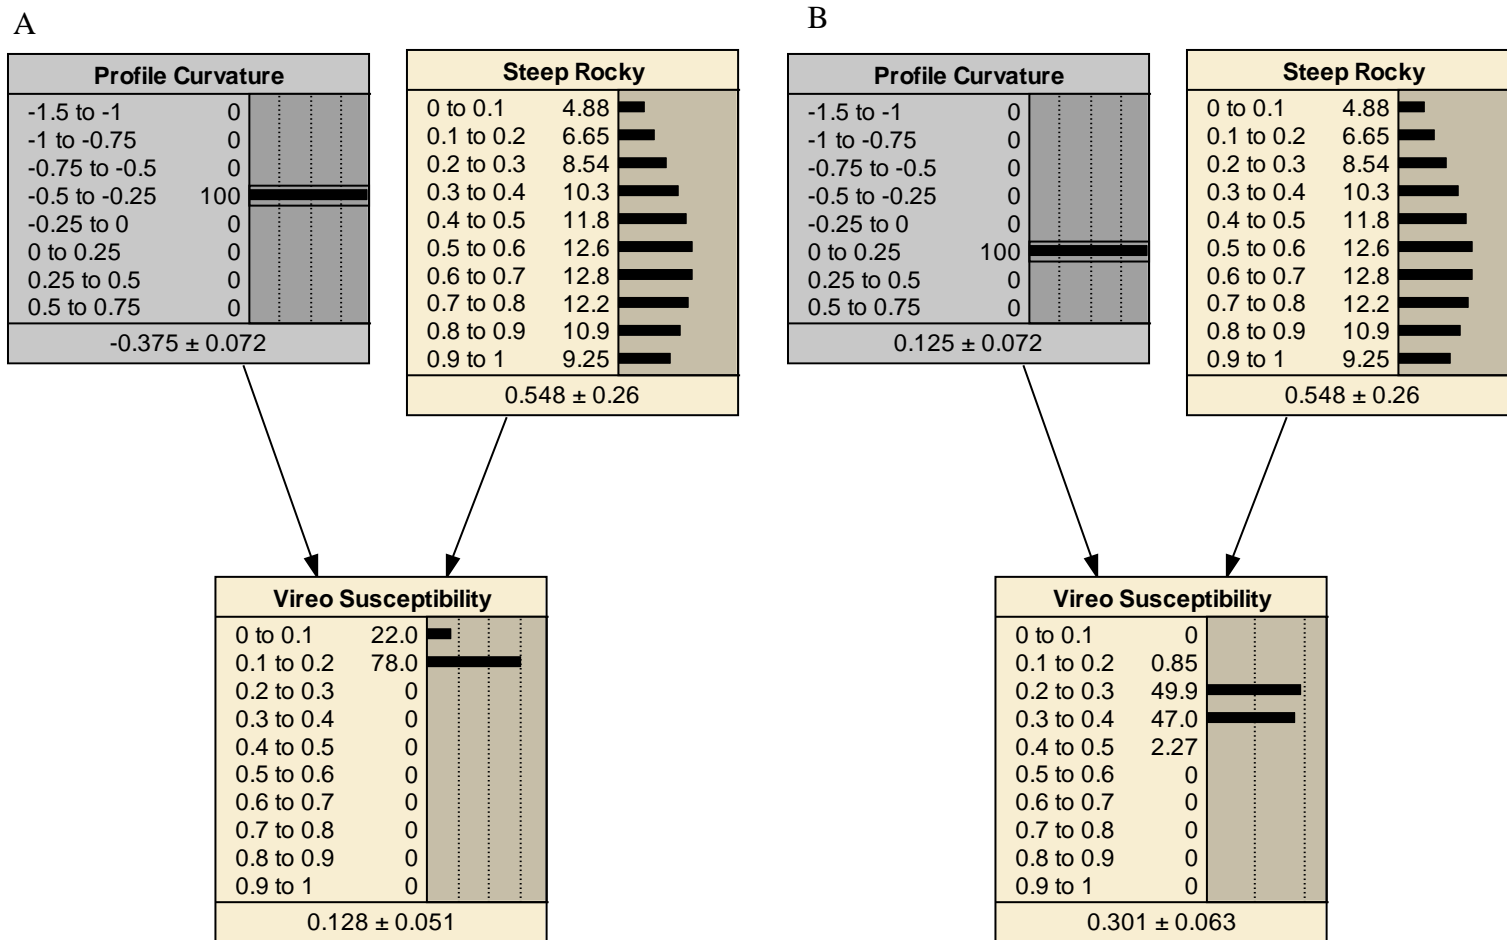 A
Profile Curvature
-1.5 to -1 0
-1 to -0.75 0
-0.75 to -0.5 0
-0.5 to -0.25 100
-0.25 to 0 0
0 to 0.25 0
0.25 to 0.5 0
0.5 to 0.75 0
-0.375 ± 0.072
Steep Rocky
0 to 0.1 4.88
0.1 to 0.2 6.65
0.2 to 0.3 8.54
0.3 to 0.4 10.3
0.4 to 0.5 11.8
0.5 to 0.6 12.6
0.6 to 0.7 12.8
0.7 to 0.8 12.2
0.8 to 0.9 10.9
0.9 to 1 9.25
0.548 ± 0.26
Vireo Susceptibility
0 to 0.1 22.0
0.1 to 0.2 78.0
0.2 to 0.3 0
0.3 to 0.4 0
0.4 to 0.5 0
0.5 to 0.6 0
0.6 to 0.7 0
0.7 to 0.8 0
0.8 to 0.9 0
0.9 to 1 0
0.128 ± 0.051
B
Profile Curvature
-1.5 to -1 0
-1 to -0.75 0
-0.75 to -0.5 0
-0.5 to -0.25 0
-0.25 to 0 0
0 to 0.25 100
0.25 to 0.5 0
0.5 to 0.75 0
0.125 ± 0.072
Steep Rocky
0 to 0.1 4.88
0.1 to 0.2 6.65
0.2 to 0.3 8.54
0.3 to 0.4 10.3
0.4 to 0.5 11.8
0.5 to 0.6 12.6
0.6 to 0.7 12.8
0.7 to 0.8 12.2
0.8 to 0.9 10.9
0.9 to 1 9.25
0.548 ± 0.26
Vireo Susceptibility
0 to 0.1 0
0.1 to 0.2 0.85
0.2 to 0.3 49.9
0.3 to 0.4 47.0
0.4 to 0.5 2.27
0.5 to 0.6 0
0.6 to 0.7 0
0.7 to 0.8 0
0.8 to 0.9 0
0.9 to 1 0
0.301 ± 0.063